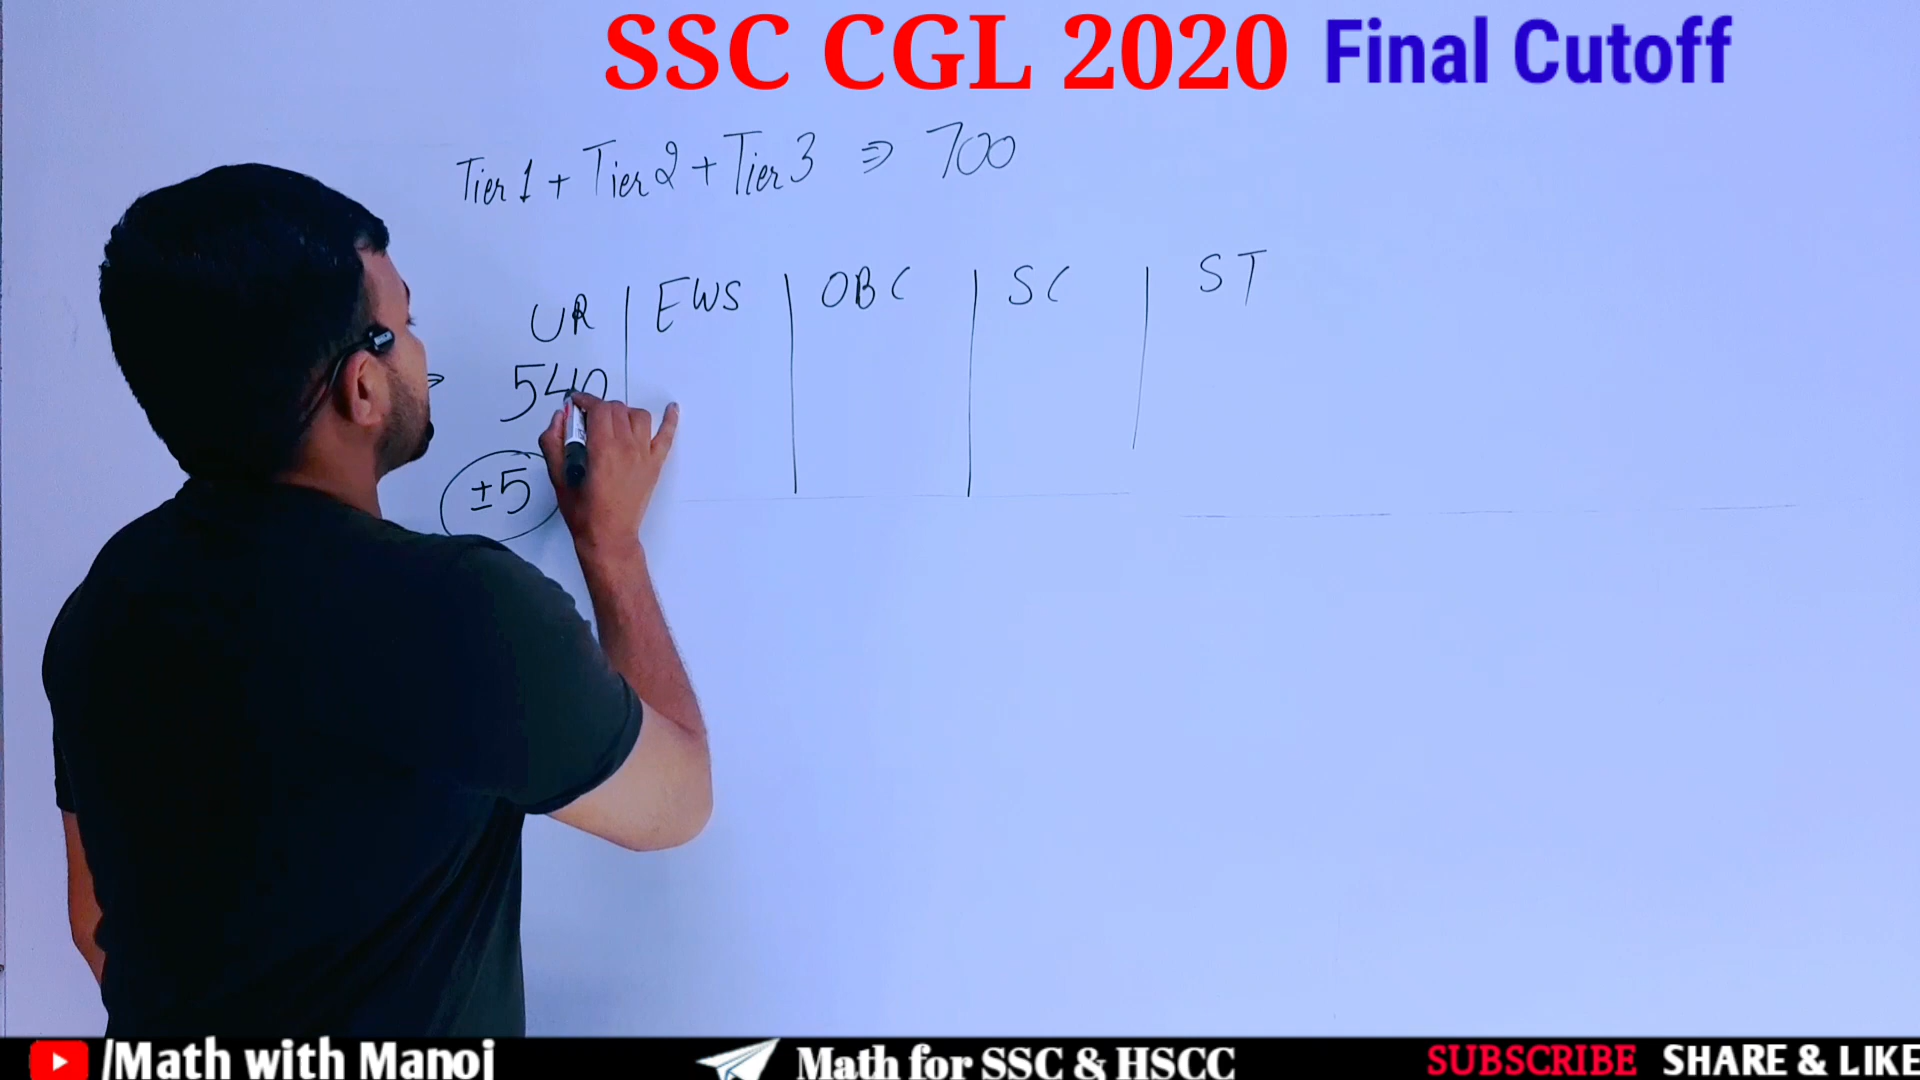 SSC CGL 2020 Final Cutoff
Tier 1 + Tier 2 + Tier 3 ⇒ 700
UR EWS OBC SC ST
540
±5
/Math with Manoj Math for SSC & HSCC SUBSCRIBE SHARE & LIKE